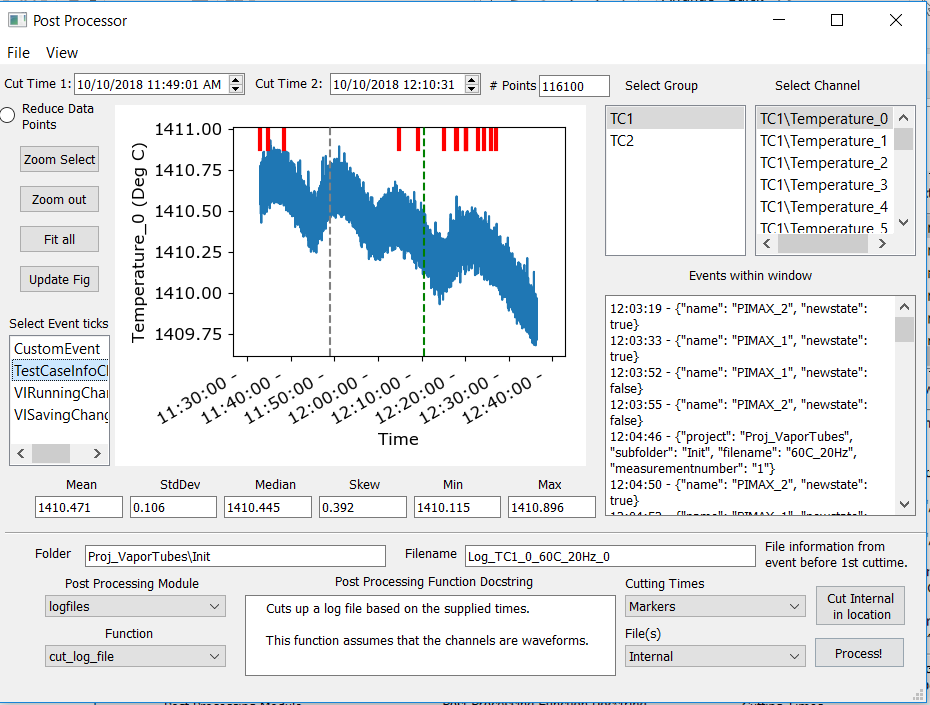 Post Processor
File View
Cut Time 1: 10/10/2018 11:49:01 AM Cut Time 2: 10/10/2018 12:10:31 # Points 116100 Select Group Select Channel
Reduce Data
Points
Zoom Select
Zoom out
Fit all
Update Fig
Select Event ticks
CustomEvent
TestCaseInfoCl
VIRunningChan
VISavingChang
1411.00
1410.75
1410.50
1410.25
1410.00
1409.75
Temperature_0 (Deg C)
11:30:00 -
11:40:00 -
11:50:00 -
12:00:00 -
12:10:00 -
12:20:00 -
12:30:00 -
12:40:00 -
Time
TC1
TC2
TC1\Temperature_0
TC1\Temperature_1
TC1\Temperature_2
TC1\Temperature_3
TC1\Temperature_4
TC1\Temperature_5
Events within window
12:03:19 - {"name": "PIMAX_2", "newstate":
true}
12:03:33 - {"name": "PIMAX_1", "newstate":
true}
12:03:52 - {"name": "PIMAX_1", "newstate":
false}
12:03:55 - {"name": "PIMAX_2", "newstate":
false}
12:04:46 - {"project": "Proj_VaporTubes",
"subfolder": "Init", "filename": "60C_20Hz",
"measurementnumber": "1"}
12:04:50 - {"name": "PIMAX_2", "newstate":
true}
Mean StdDev Median Skew Min Max
1410.471 0.106 1410.445 0.392 1410.115 1410.896
Folder Proj_VaporTubes\Init Filename Log_TC1_0_60C_20Hz_0
File information from
event before 1st cuttime.
Post Processing Module
logfiles
Function
cut_log_file
Post Processing Function Docstring
Cuts up a log file based on the supplied times.
This function assumes that the channels are waveforms.
Cutting Times
Markers
File(s)
Internal
Cut Internal
in location
Process!